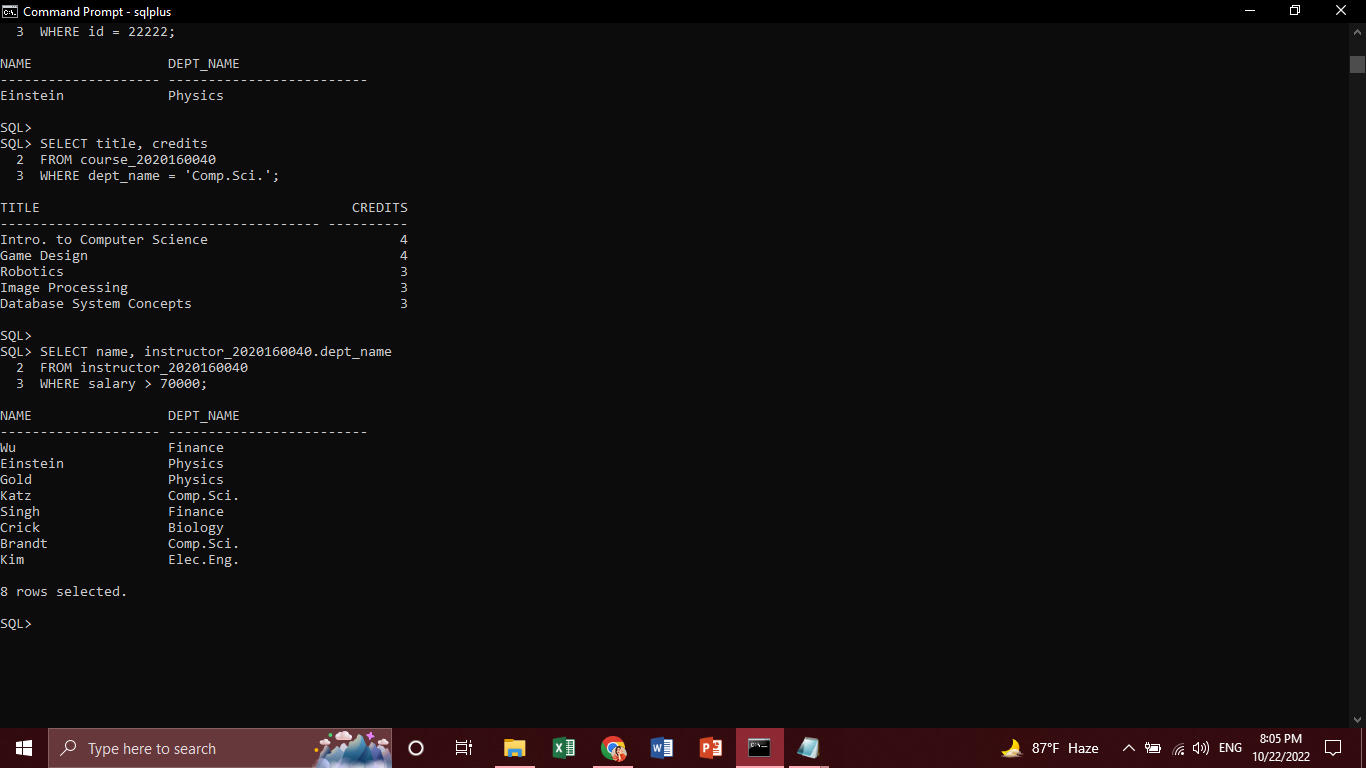 Command Prompt - sqlplus
3 WHERE id = 22222;
NAME DEPT_NAME
-------------------- -------------------------
Einstein Physics
SQL>
SQL> SELECT title, credits
2 FROM course_2020160040
3 WHERE dept_name = 'Comp.Sci.';
TITLE CREDITS
---------------------------------------- ----------
Intro. to Computer Science 4
Game Design 4
Robotics 3
Image Processing 3
Database System Concepts 3
SQL>
SQL> SELECT name, instructor_2020160040.dept_name
2 FROM instructor_2020160040
3 WHERE salary > 70000;
NAME DEPT_NAME
-------------------- -------------------------
Wu Finance
Einstein Physics
Gold Physics
Katz Comp.Sci.
Singh Finance
Crick Biology
Brandt Comp.Sci.
Kim Elec.Eng.
8 rows selected.
SQL>
Type here to search
87°F Haze
ENG
8:05 PM
10/22/2022